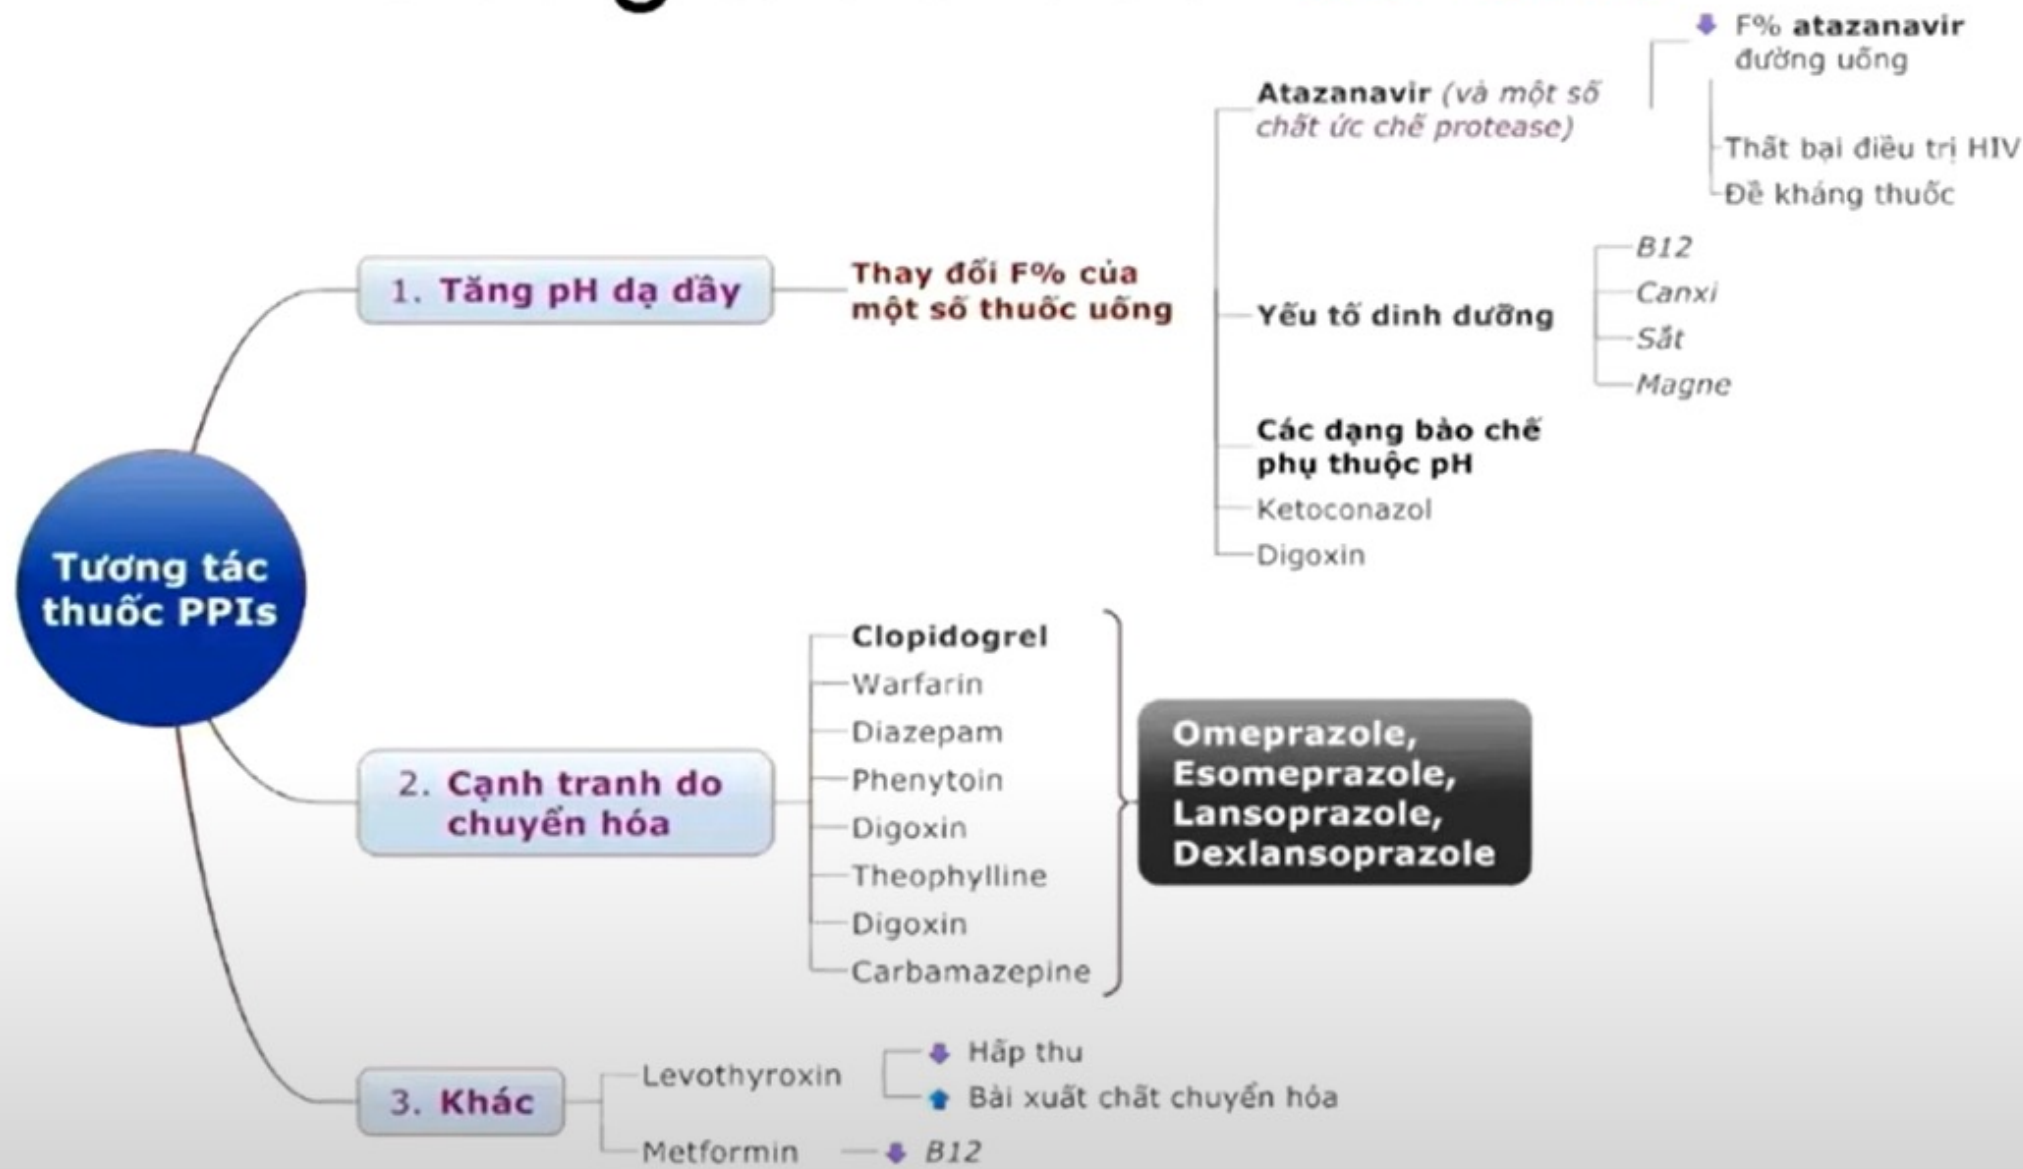 F% atazanavir
đường uống
Atazanavir (và một số
chất ức chế protease)
Thất bại điều trị HIV
Đề kháng thuốc
1. Tăng pH dạ dầy
Thay đổi F% của
một số thuốc uống
Yếu tố dinh dưỡng
B12
Canxi
Sắt
Magne
Các dạng bào chế
phụ thuộc pH
Ketoconazol
Digoxin
Tương tác
thuốc PPIs
2. Cạnh tranh do
chuyển hóa
Clopidogrel
Warfarin
Diazepam
Phenytoin
Digoxin
Theophylline
Digoxin
Carbamazepine
Omeprazole,
Esomeprazole,
Lansoprazole,
Dexlansoprazole
3. Khác
Levothyroxin
Hấp thu
Bài xuất chất chuyển hóa
Metformin
B12